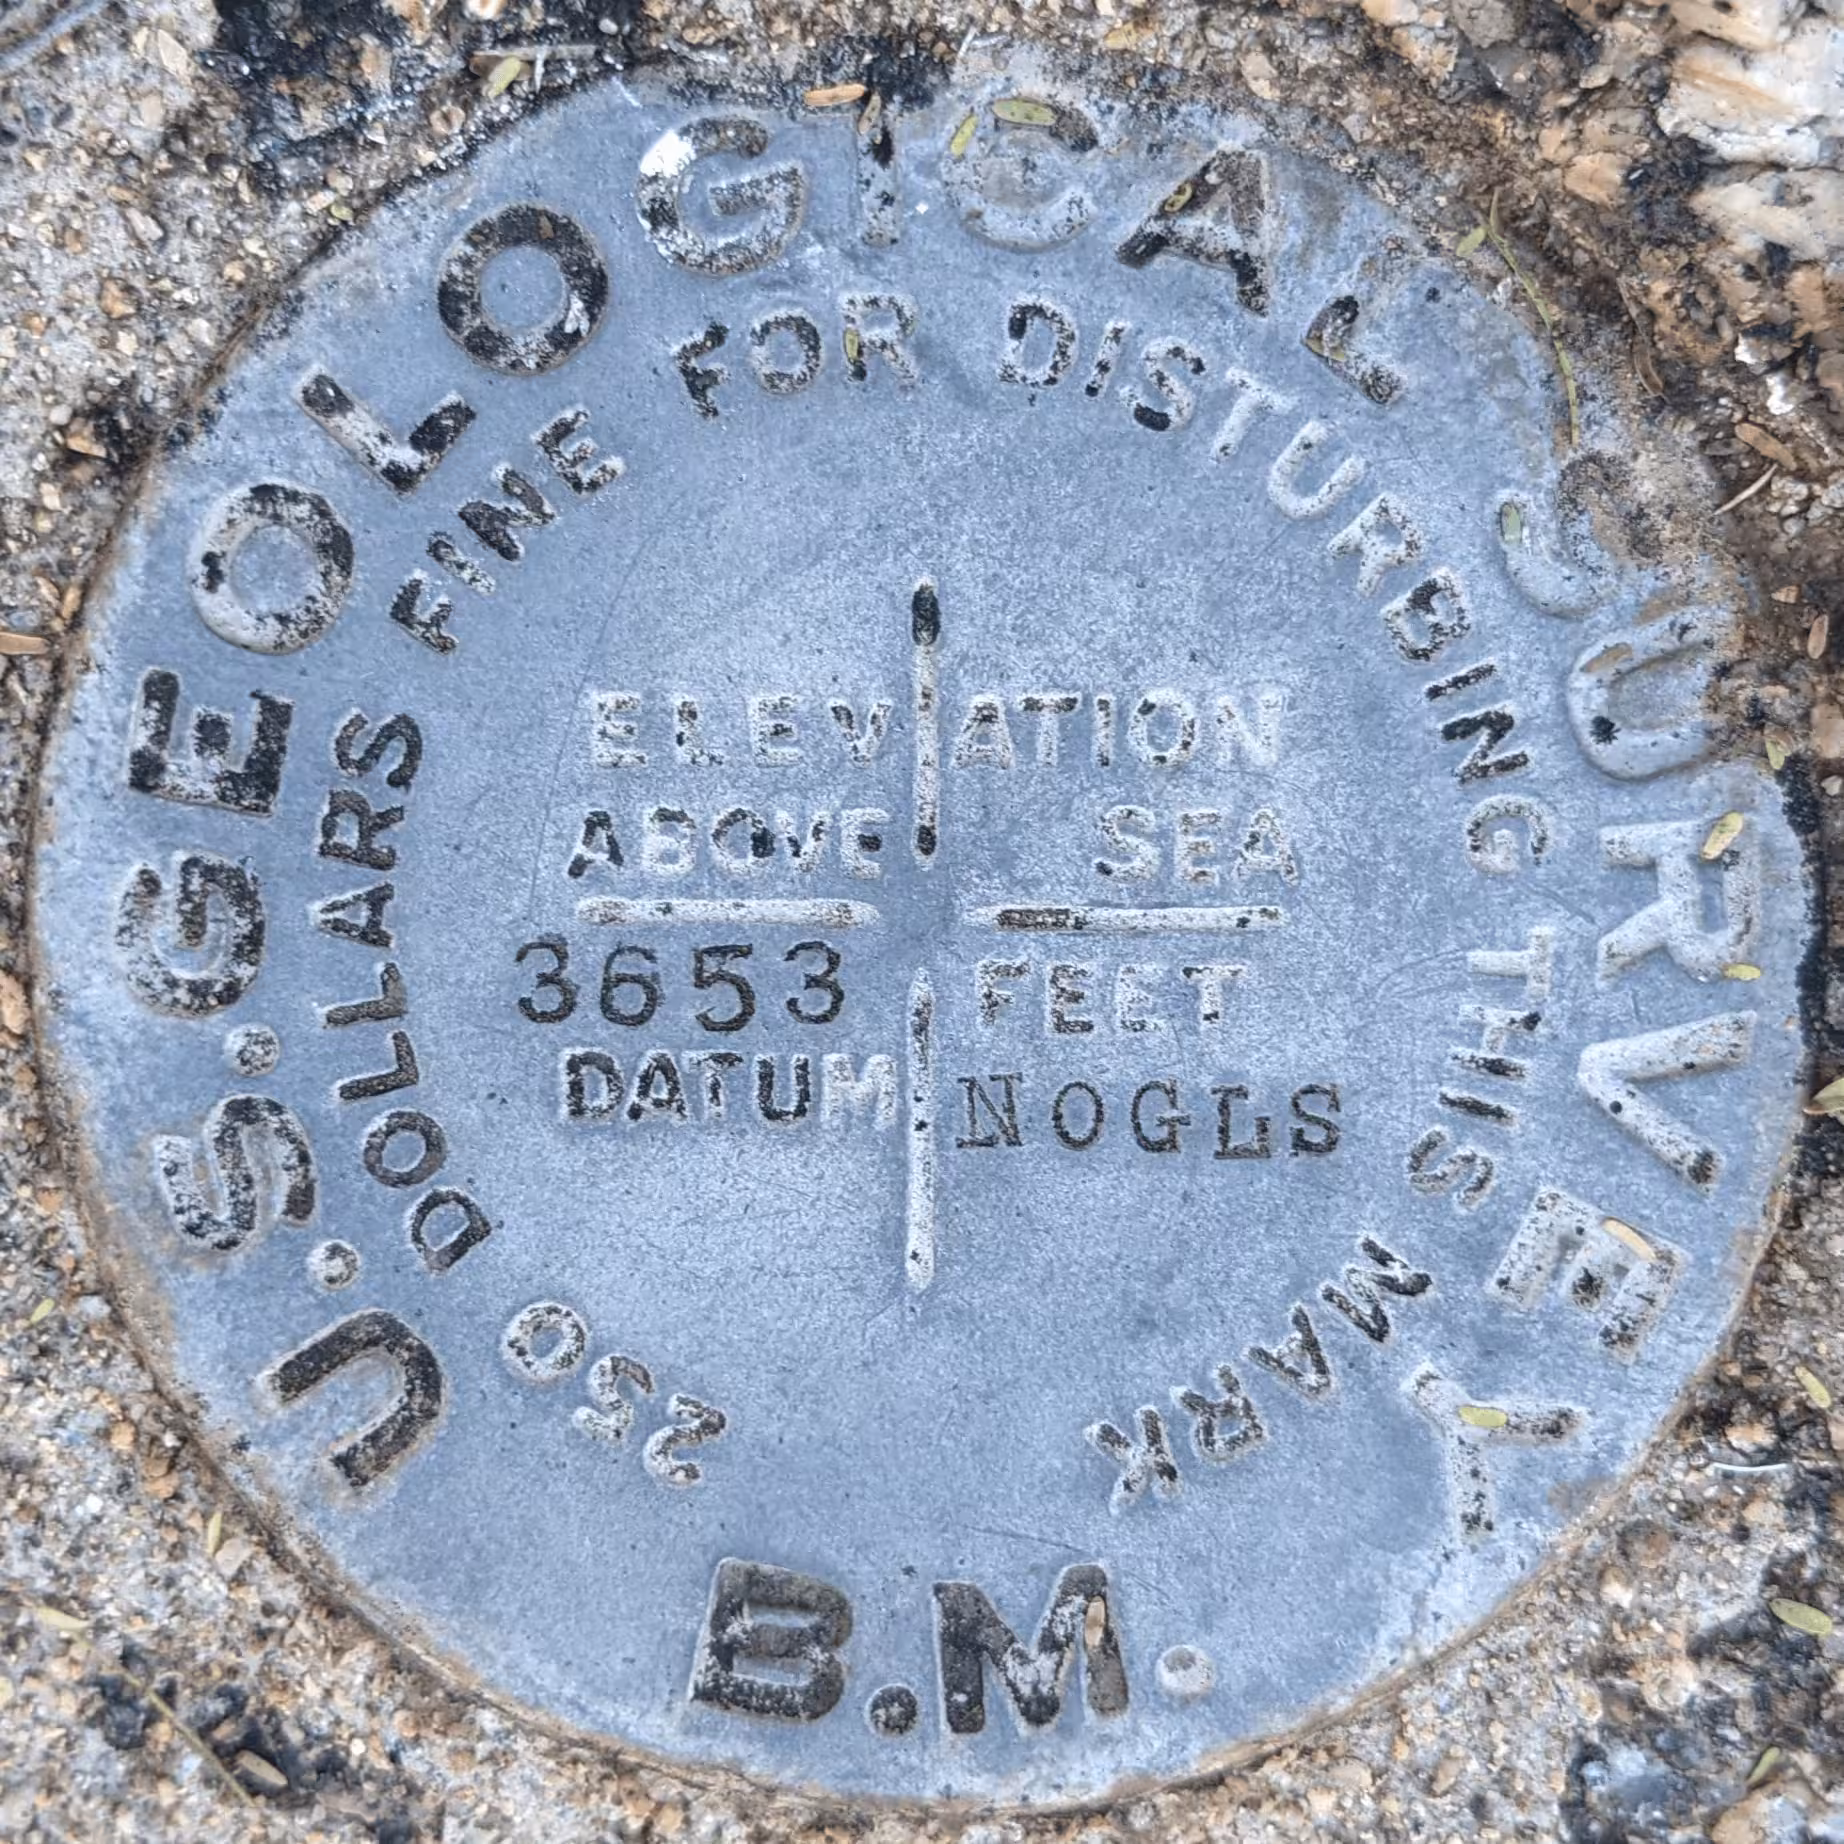 U.S.GEOLOGICAL SURVEY
B.M.
250 DOLLARS FINE FOR DISTURBING THIS MARK
ELEVATION
ABOVE SEA
3653 FEET
DATUM NOGLS